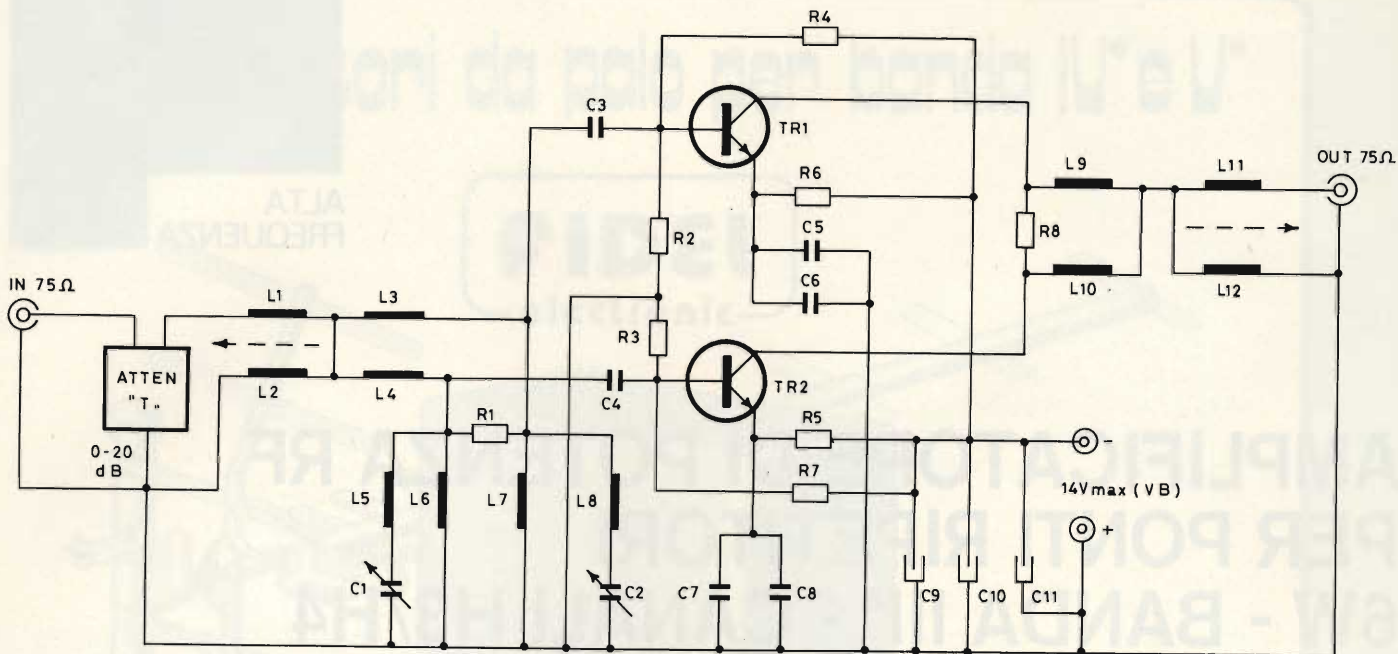 R4
C3
TR1
L9
L11
OUT 75Ω
R6
R2
C5
R8
C6
L10
L12
IN 75Ω
L1
L3
R3
ATTEN
"T"
L2
L4
C4
TR2
0-20
dB
R1
R5
-
R7
14Vmax (VB)
L5
L6
L7
L8
+
C1
C2
C7
C8
C9
C10
C11
ALTA
FREQUENZA
AMPLIFICATORE DI POTENZA RF
PER PONTI RIPETITORI